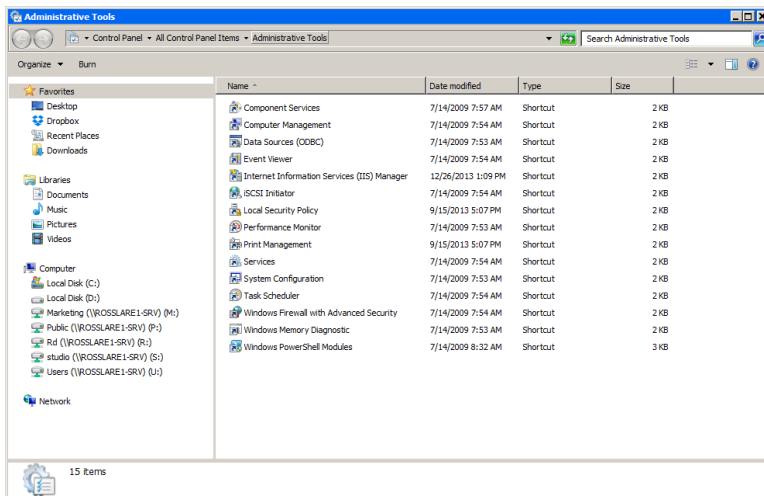 Administrative Tools
Control Panel ▾ All Control Panel Items ▾ Administrative Tools
Search Administrative Tools
Organize ▾ Burn
Favorites
Desktop
Dropbox
Recent Places
Downloads
Libraries
Documents
Music
Pictures
Videos
Computer
Local Disk (C:)
Local Disk (D:)
Marketing (\\ROSSLARE1-SRV) (M:)
Public (\\ROSSLARE1-SRV) (P:)
Rd (\\ROSSLARE1-SRV) (R:)
studio (\\ROSSLARE1-SRV) (S:)
Users (\\ROSSLARE1-SRV) (U:)
Network
Name Date modified Type Size
Component Services 7/14/2009 7:57 AM Shortcut 2 KB
Computer Management 7/14/2009 7:54 AM Shortcut 2 KB
Data Sources (ODBC) 7/14/2009 7:53 AM Shortcut 2 KB
Event Viewer 7/14/2009 7:54 AM Shortcut 2 KB
Internet Information Services (IIS) Manager 12/26/2013 1:09 PM Shortcut 2 KB
iSCSI Initiator 7/14/2009 7:54 AM Shortcut 2 KB
Local Security Policy 9/15/2013 5:07 PM Shortcut 2 KB
Performance Monitor 7/14/2009 7:53 AM Shortcut 2 KB
Print Management 9/15/2013 5:07 PM Shortcut 2 KB
Services 7/14/2009 7:54 AM Shortcut 2 KB
System Configuration 7/14/2009 7:53 AM Shortcut 2 KB
Task Scheduler 7/14/2009 7:54 AM Shortcut 2 KB
Windows Firewall with Advanced Security 7/14/2009 7:54 AM Shortcut 2 KB
Windows Memory Diagnostic 7/14/2009 7:53 AM Shortcut 2 KB
Windows PowerShell Modules 7/14/2009 8:32 AM Shortcut 3 KB
15 items